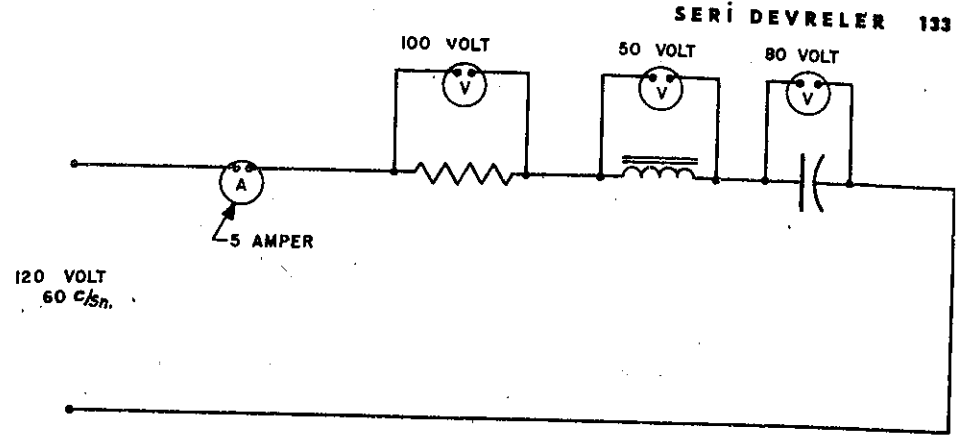 SERİ DEVRELER 133
100 VOLT
50 VOLT
80 VOLT
V
V
V
A
5 AMPER
120 VOLT
60 C/Sn.